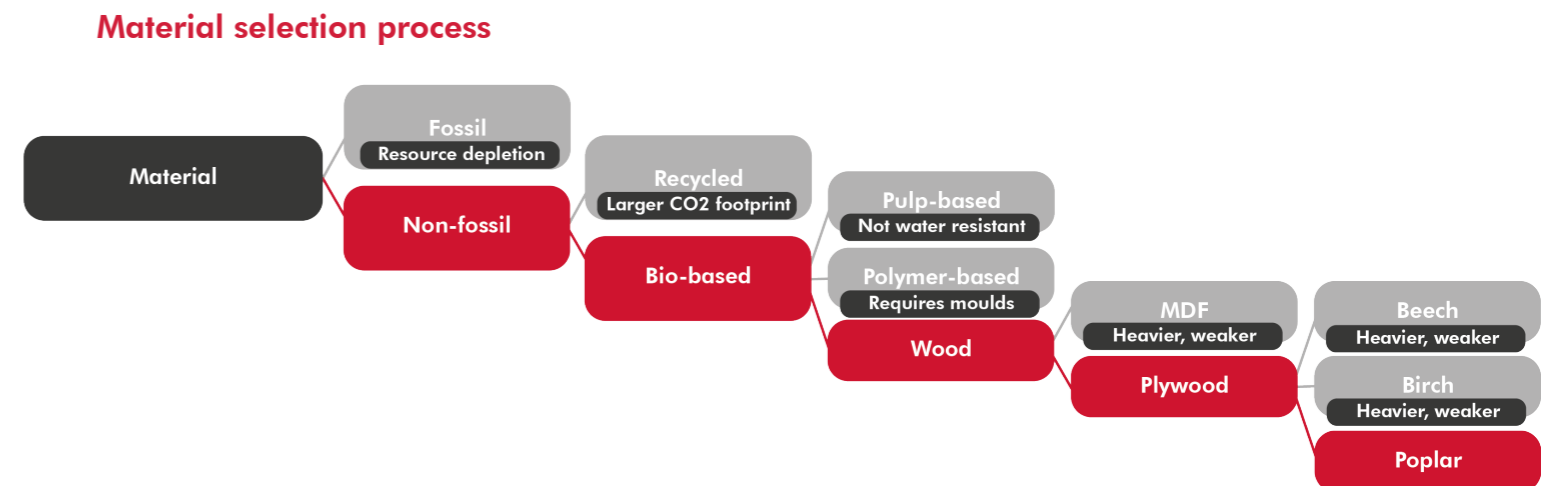 Material selection process
Material
Fossil
Resource depletion
Non-fossil
Recycled
Larger CO2 footprint
Bio-based
Pulp-based
Not water resistant
Polymer-based
Requires moulds
Wood
MDF
Heavier, weaker
Plywood
Beech
Heavier, weaker
Birch
Heavier, weaker
Poplar